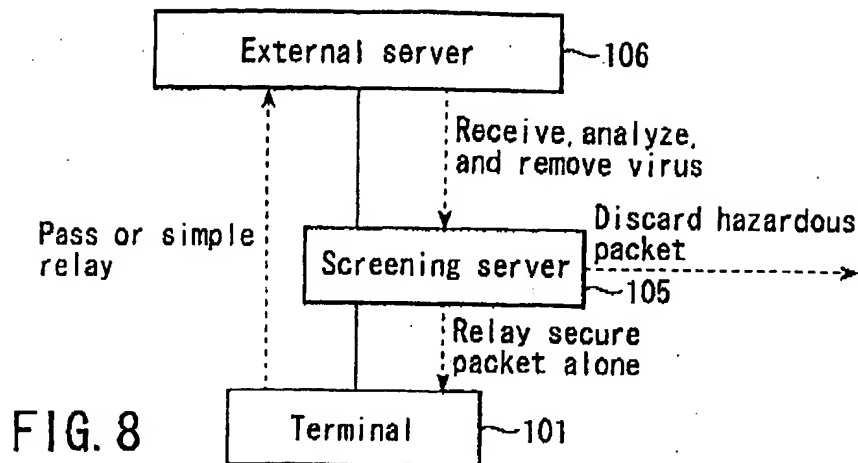 External server
106
Receive, analyze,
and remove virus
Pass or simple
relay
Discard hazardous
packet
Screening server
105
Relay secure
packet alone
FIG. 8
Terminal
101